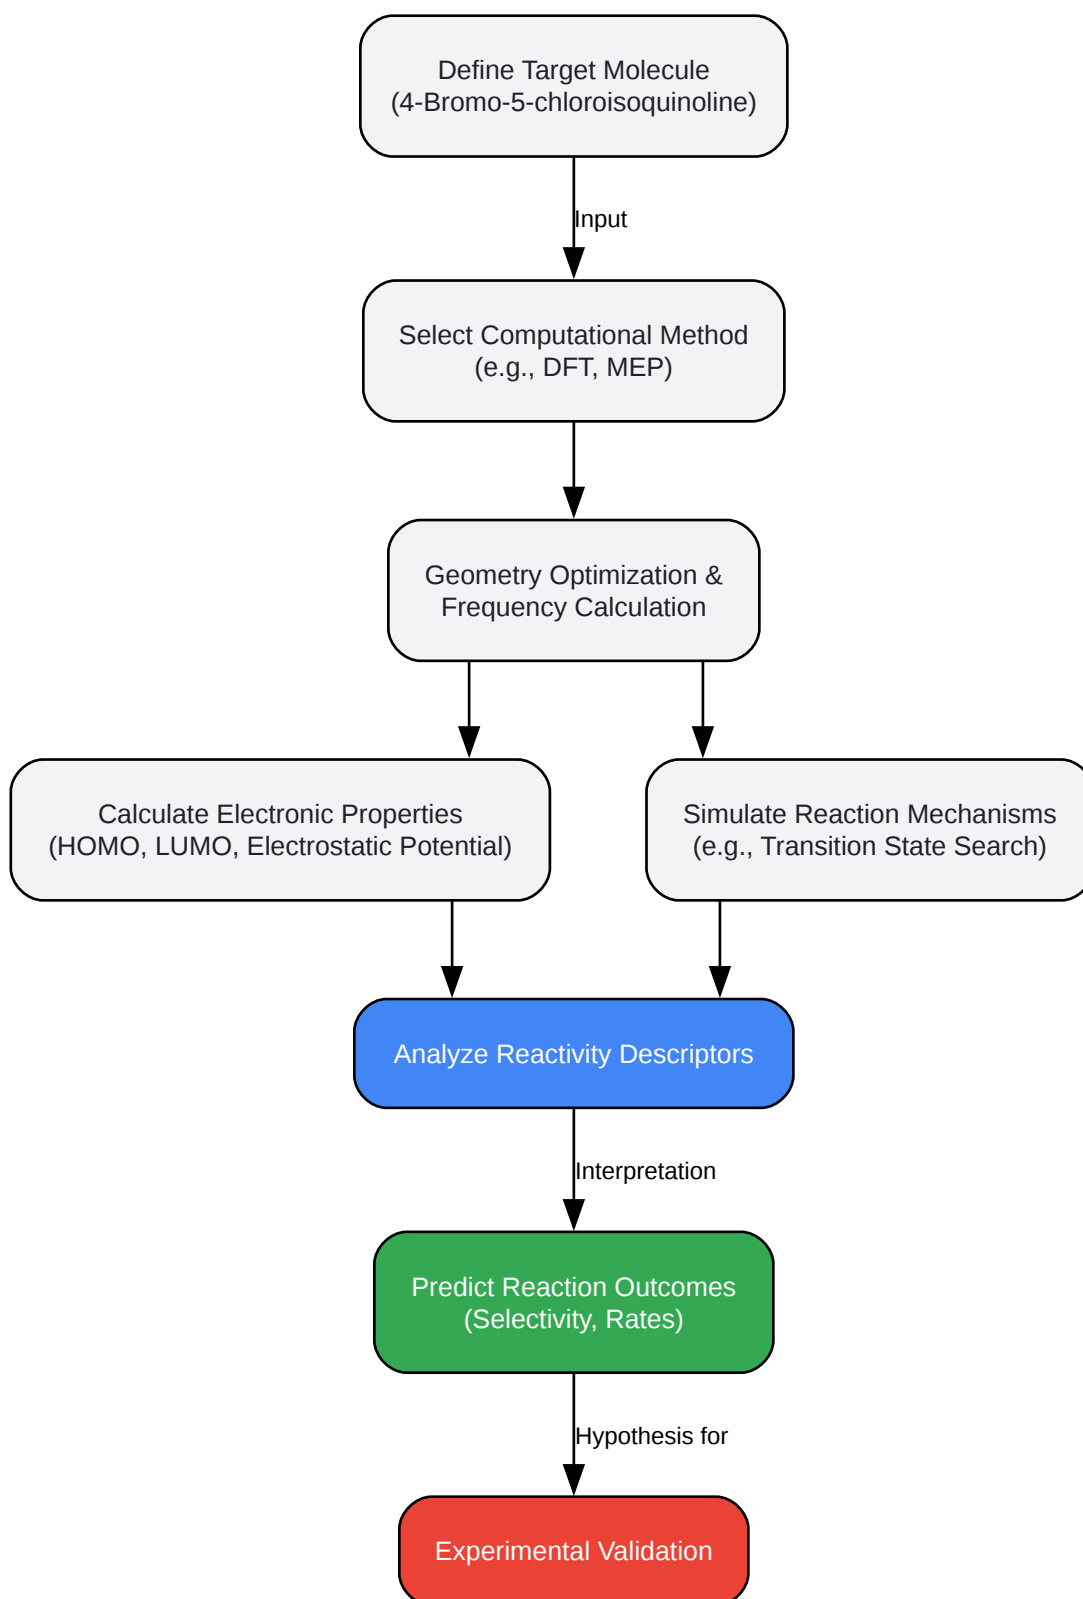 Define Target Molecule
(4-Bromo-5-chloroisoquinoline)
Input
Select Computational Method
(e.g., DFT, MEP)
Geometry Optimization &
Frequency Calculation
Calculate Electronic Properties
(HOMO, LUMO, Electrostatic Potential)
Simulate Reaction Mechanisms
(e.g., Transition State Search)
Analyze Reactivity Descriptors
Interpretation
Predict Reaction Outcomes
(Selectivity, Rates)
Hypothesis for
Experimental Validation